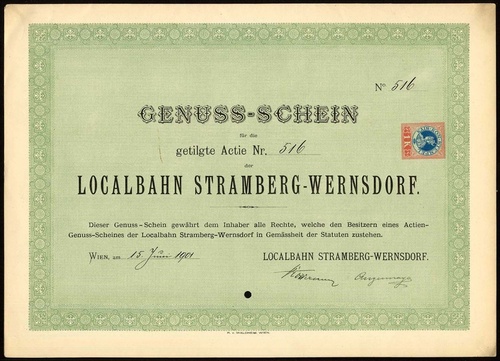 Nº 516
GENUSS-SCHEIN
für die
getilgte Actie Nr. 516
der
LOCALBAHN STRAMBERG-WERNSDORF.
Dieser Genuss-Schein gewährt dem Inhaber alle Rechte, welche den Besitzern eines Actien-
Genuss-Scheines der Localbahn Stramberg-Wernsdorf in Gemässheit der Statuten zustehen.
WIEN, am 15. Juni 1901
LOCALBAHN STRAMBERG-WERNSDORF.